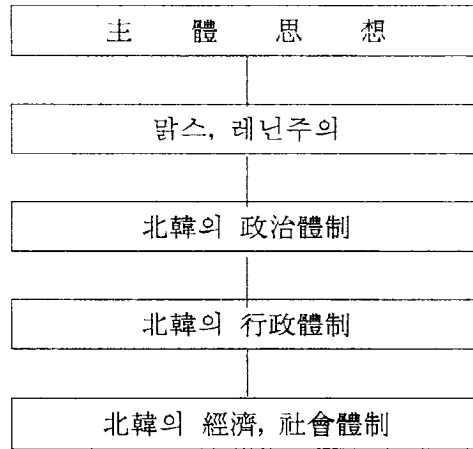 主 體 思 想
맑스, 레닌주의
北韓의 政治體制
北韓의 行政體制
北韓의 經濟, 社會體制